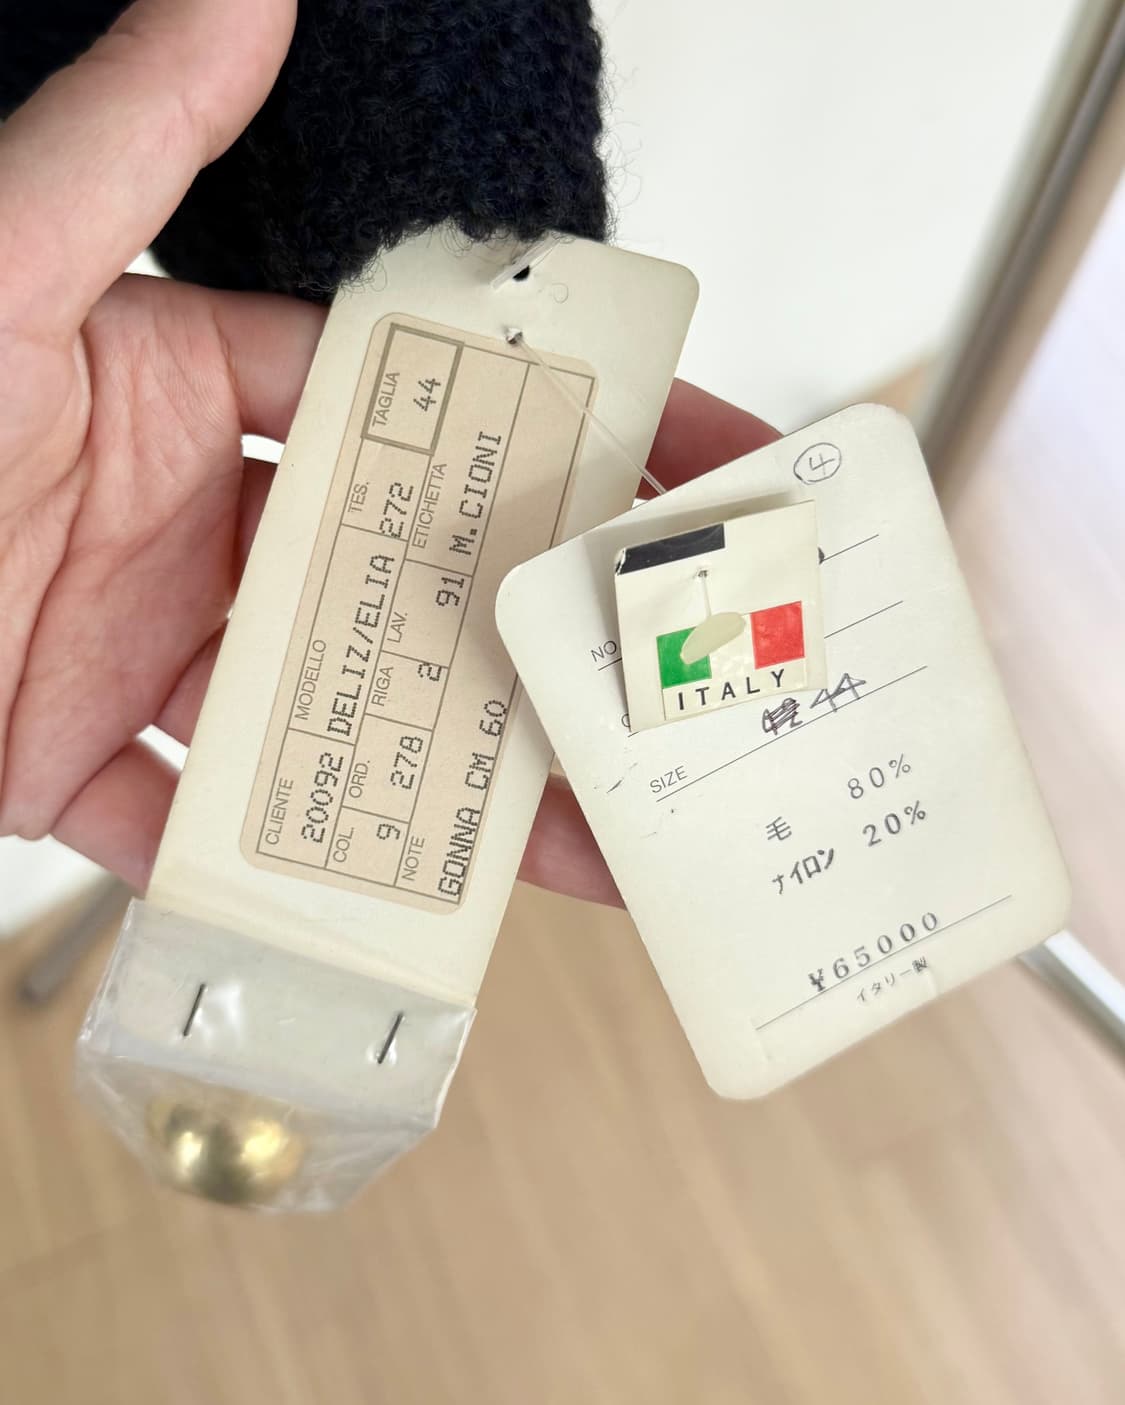 CLIENTE MODELLO TES. TAGLIA
20092 DELIZ/ELIA 272 44
COL. ORD. RIGA LAV. ETICHETTA
9 278 2 91 M.CIONI
NOTE
GONNA CM 60
4
NO
ITALY
SIZE 44
毛 80%
ナイロン 20%
¥65000
イタリー製